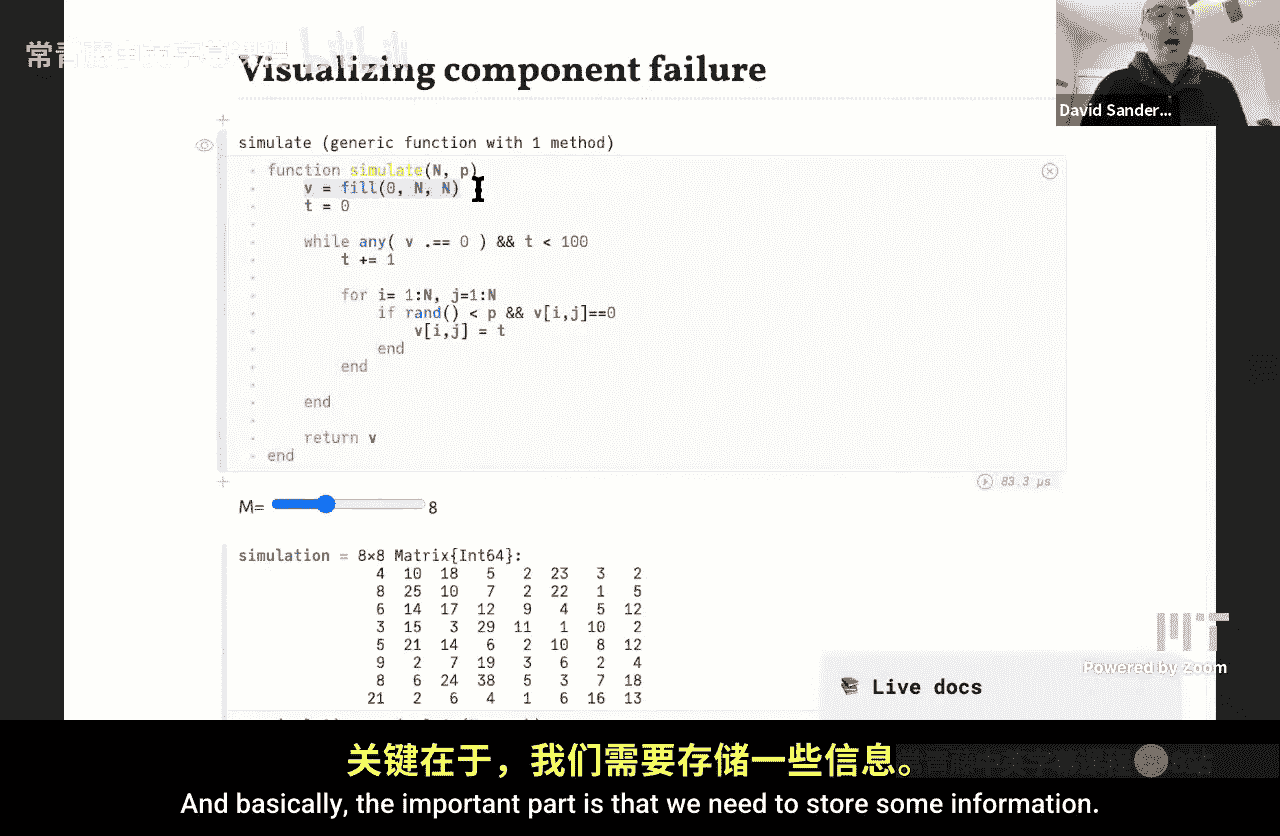 Visualizing component failure
David Sander...
simulate (generic function with 1 method)
function simulate(N, p)
v = fill(0, N, N)
t = 0
while any( v .== 0 ) && t < 100
t += 1
for i= 1:N, j=1:N
if rand() < p && v[i,j]==0
v[i,j] = t
end
end
end
return v
end
83.3 µs
M= 8
simulation = 8×8 Matrix{Int64}:
4 10 18 5 2 23 3 2
8 25 10 7 2 22 1 5
6 14 17 12 9 4 5 12
3 15 3 29 11 1 10 2
5 21 14 6 2 10 8 12
9 2 7 19 3 6 2 4
8 6 24 38 5 3 7 18
21 2 6 4 1 6 16 13
MIT
Powered by Zoom
Live docs
关键在于，我们需要存储一些信息。
And basically, the important part is that we need to store some information.